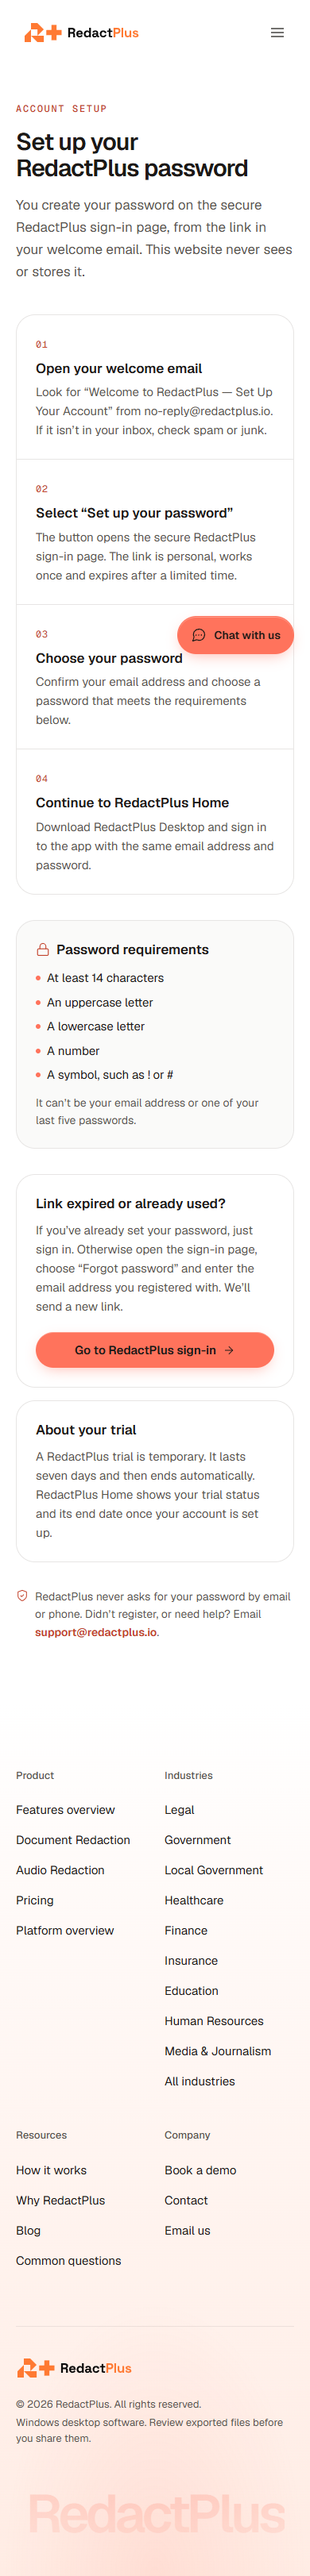 RedactPlus
ACCOUNT SETUP
Set up your
RedactPlus password
You create your password on the secure
RedactPlus sign-in page, from the link in
your welcome email. This website never sees
or stores it.
01
Open your welcome email
Look for “Welcome to RedactPlus — Set Up
Your Account” from no-reply@redactplus.io.
If it isn’t in your inbox, check spam or junk.
02
Select “Set up your password”
The button opens the secure RedactPlus
sign-in page. The link is personal, works
once and expires after a limited time.
03
Chat with us
Choose your password
Confirm your email address and choose a
password that meets the requirements
below.
04
Continue to RedactPlus Home
Download RedactPlus Desktop and sign in
to the app with the same email address and
password.
Password requirements
At least 14 characters
An uppercase letter
A lowercase letter
A number
A symbol, such as ! or #
It can’t be your email address or one of your
last five passwords.
Link expired or already used?
If you’ve already set your password, just
sign in. Otherwise open the sign-in page,
choose “Forgot password” and enter the
email address you registered with. We’ll
send a new link.
Go to RedactPlus sign-in →
About your trial
A RedactPlus trial is temporary. It lasts
seven days and then ends automatically.
RedactPlus Home shows your trial status
and its end date once your account is set
up.
RedactPlus never asks for your password by email
or phone. Didn’t register, or need help? Email
support@redactplus.io.
Product
Features overview
Document Redaction
Audio Redaction
Pricing
Platform overview
Industries
Legal
Government
Local Government
Healthcare
Finance
Insurance
Education
Human Resources
Media & Journalism
All industries
Resources
How it works
Why RedactPlus
Blog
Common questions
Company
Book a demo
Contact
Email us
RedactPlus
© 2026 RedactPlus. All rights reserved.
Windows desktop software. Review exported files before
you share them.
RedactPlus